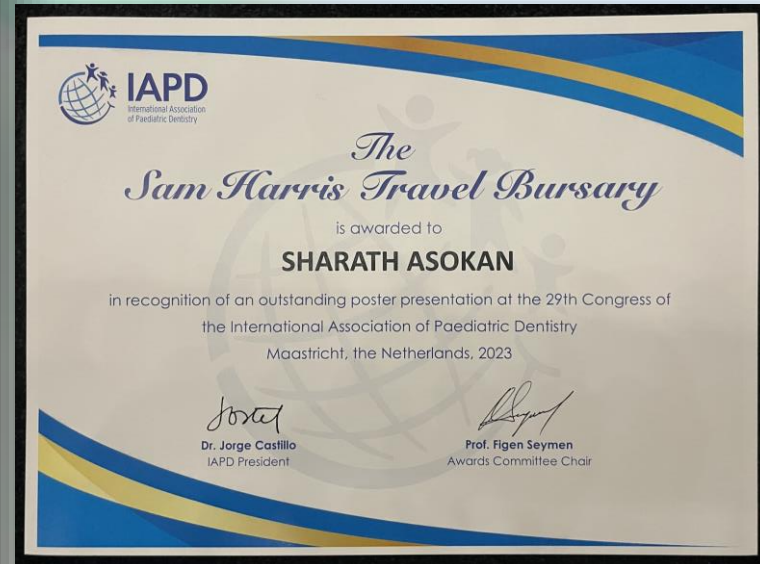 IAPD
International Association
of Paediatric Dentistry
The
Sam Harris Travel Bursary
is awarded to
SHARATH ASOKAN
in recognition of an outstanding poster presentation at the 29th Congress of
the International Association of Paediatric Dentistry
Maastricht, the Netherlands, 2023
Dr. Jorge Castillo
IAPD President
Prof. Figen Seymen
Awards Committee Chair